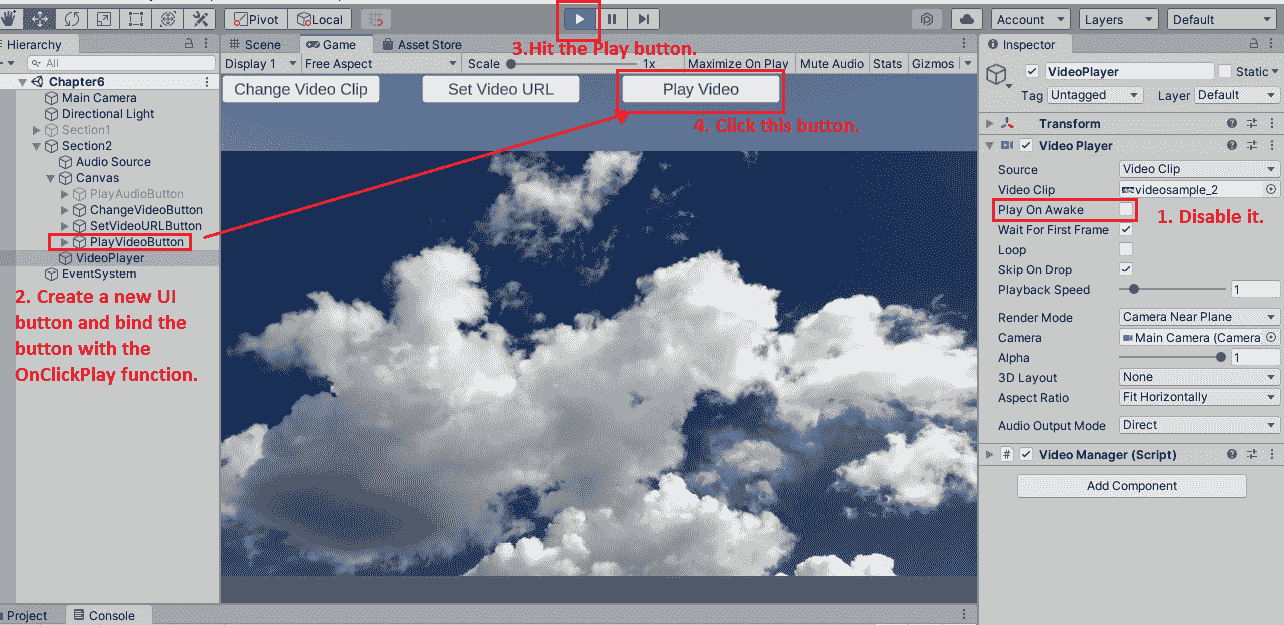 Pivot Local Account Layers Default
Hierarchy
All
Chapter6
Main Camera
Directional Light
Section1
Section2
Audio Source
Canvas
PlayAudioButton
ChangeVideoButton
SetVideoURLButton
PlayVideoButton
VideoPlayer
EventSystem
2. Create a new UI
button and bind the
button with the
OnClickPlay function.
Scene Game Asset Store
3.Hit the Play button.
Display 1 Free Aspect Scale 1x Maximize On Play Mute Audio Stats Gizmos
Change Video Clip Set Video URL Play Video
4. Click this button.
Inspector
VideoPlayer Static
Tag Untagged Layer Default
Transform
Video Player
Source Video Clip
Video Clip videosample_2
Play On Awake
1. Disable it.
Wait For First Frame
Loop
Skip On Drop
Playback Speed 1
Render Mode Camera Near Plane
Camera Main Camera (Camera
Alpha 1
3D Layout None
Aspect Ratio Fit Horizontally
Audio Output Mode Direct
# Video Manager (Script)
Add Component
Project Console